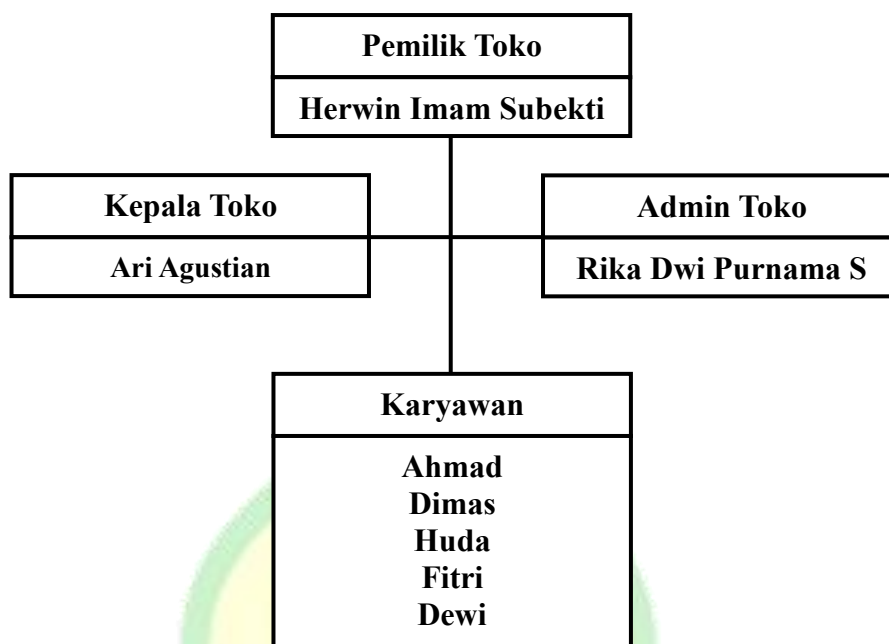 Pemilik Toko
Herwin Imam Subekti
Kepala Toko
Ari Agustian
Admin Toko
Rika Dwi Purnama S
Karyawan
Ahmad
Dimas
Huda
Fitri
Dewi